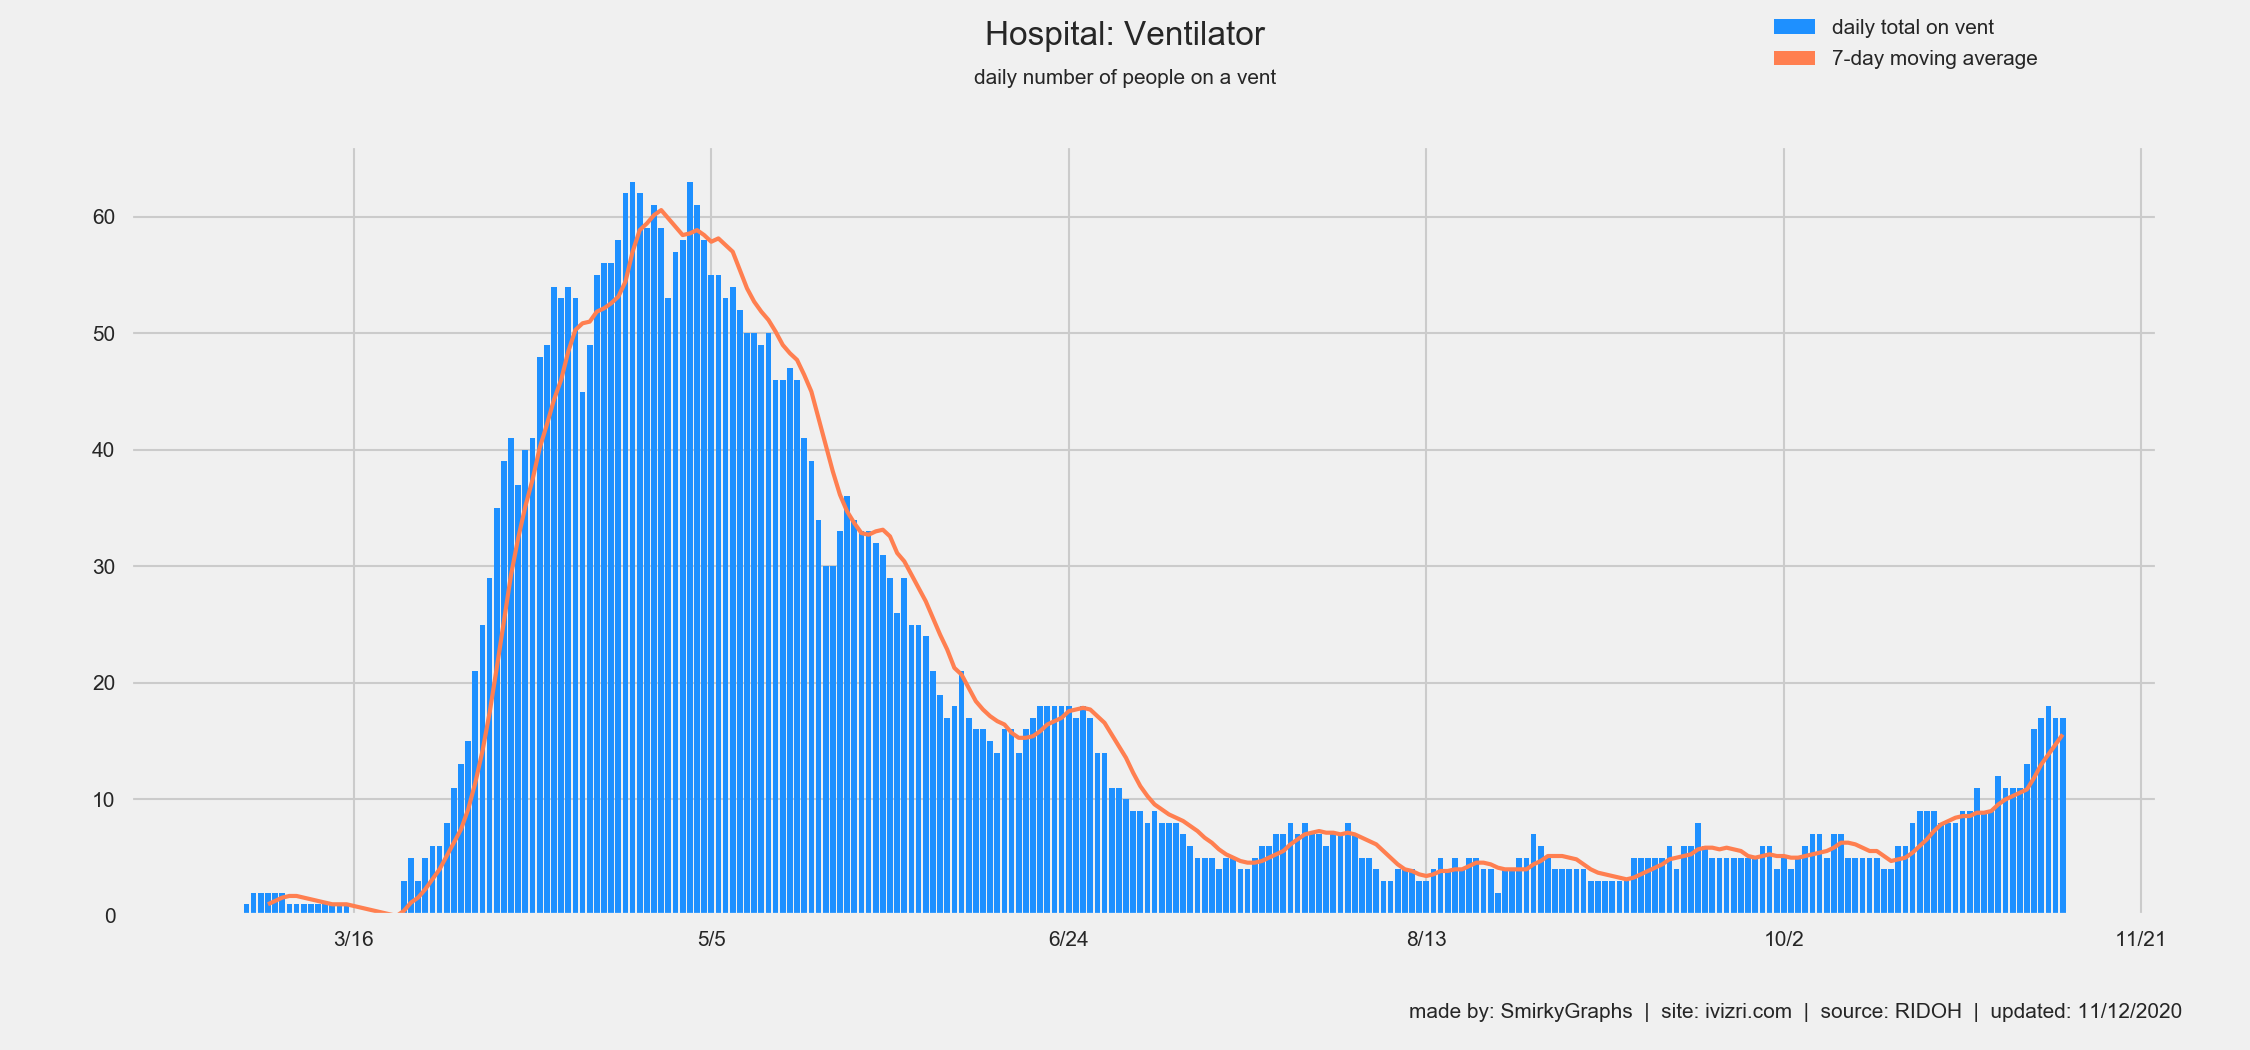 Hospital: Ventilator
daily number of people on a vent
daily total on vent
7-day moving average
60
50
40
30
20
10
0
3/16 5/5 6/24 8/13 10/2 11/21
made by: SmirkyGraphs | site: ivizri.com | source: RIDOH | updated: 11/12/2020